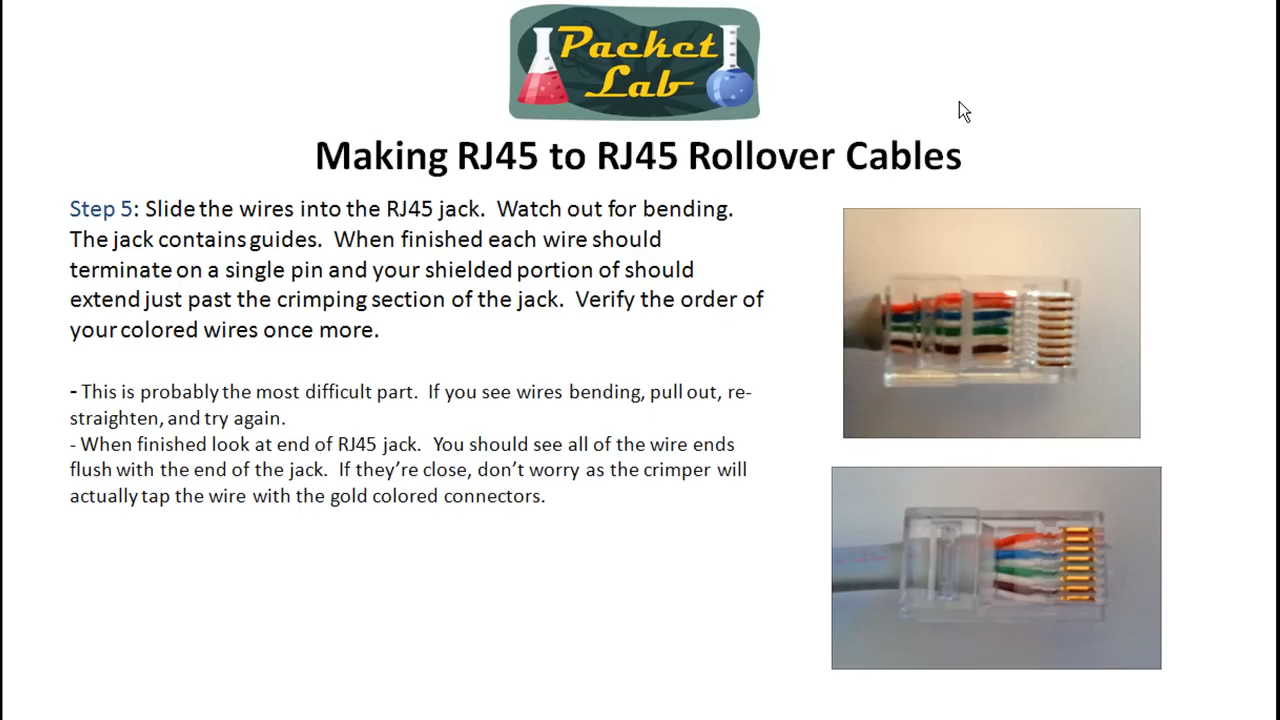 Packet
Lab
Making RJ45 to RJ45 Rollover Cables
Step 5: Slide the wires into the RJ45 jack.  Watch out for bending.
The jack contains guides.  When finished each wire should
terminate on a single pin and your shielded portion of should
extend just past the crimping section of the jack.  Verify the order of
your colored wires once more.
- This is probably the most difficult part.  If you see wires bending, pull out, re-
straighten, and try again.
- When finished look at end of RJ45 jack.  You should see all of the wire ends
flush with the end of the jack.  If they’re close, don’t worry as the crimper will
actually tap the wire with the gold colored connectors.